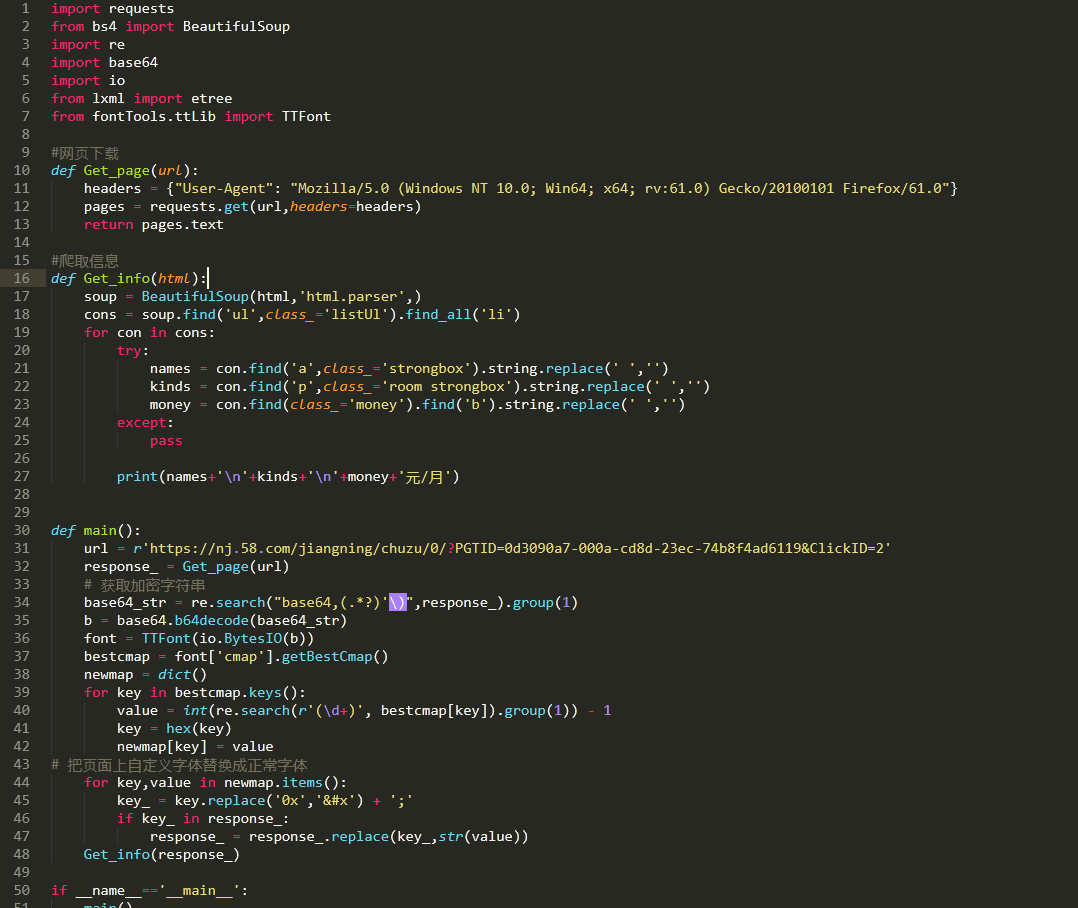 1 import requests
2 from bs4 import BeautifulSoup
3 import re
4 import base64
5 import io
6 from lxml import etree
7 from fontTools.ttLib import TTFont
8
9 #网页下载
10 def Get_page(url):
11     headers = {"User-Agent": "Mozilla/5.0 (Windows NT 10.0; Win64; x64; rv:61.0) Gecko/20100101 Firefox/61.0"}
12     pages = requests.get(url,headers=headers)
13     return pages.text
14
15 #爬取信息
16 def Get_info(html):
17     soup = BeautifulSoup(html,'html.parser',)
18     cons = soup.find('ul',class_='listUl').find_all('li')
19     for con in cons:
20         try:
21             names = con.find('a',class_='strongbox').string.replace(' ','')
22             kinds = con.find('p',class_='room strongbox').string.replace(' ','')
23             money = con.find(class_='money').find('b').string.replace(' ','')
24         except:
25             pass
26
27         print(names+'\n'+kinds+'\n'+money+'元/月')
28
29
30 def main():
31     url = r'https://nj.58.com/jiangning/chuzu/0/?PGTID=0d3090a7-000a-cd8d-23ec-74b8f4ad6119&ClickID=2'
32     response_ = Get_page(url)
33     # 获取加密字符串
34     base64_str = re.search("base64,(.*?)'\)",response_).group(1)
35     b = base64.b64decode(base64_str)
36     font = TTFont(io.BytesIO(b))
37     bestcmap = font['cmap'].getBestCmap()
38     newmap = dict()
39     for key in bestcmap.keys():
40         value = int(re.search(r'(\d+)', bestcmap[key]).group(1)) - 1
41         key = hex(key)
42         newmap[key] = value
43 # 把页面上自定义字体替换成正常字体
44     for key,value in newmap.items():
45         key_ = key.replace('0x','&#x') + ';'
46         if key_ in response_:
47             response_ = response_.replace(key_,str(value))
48     Get_info(response_)
49
50 if __name__=='__main__':
51     main()